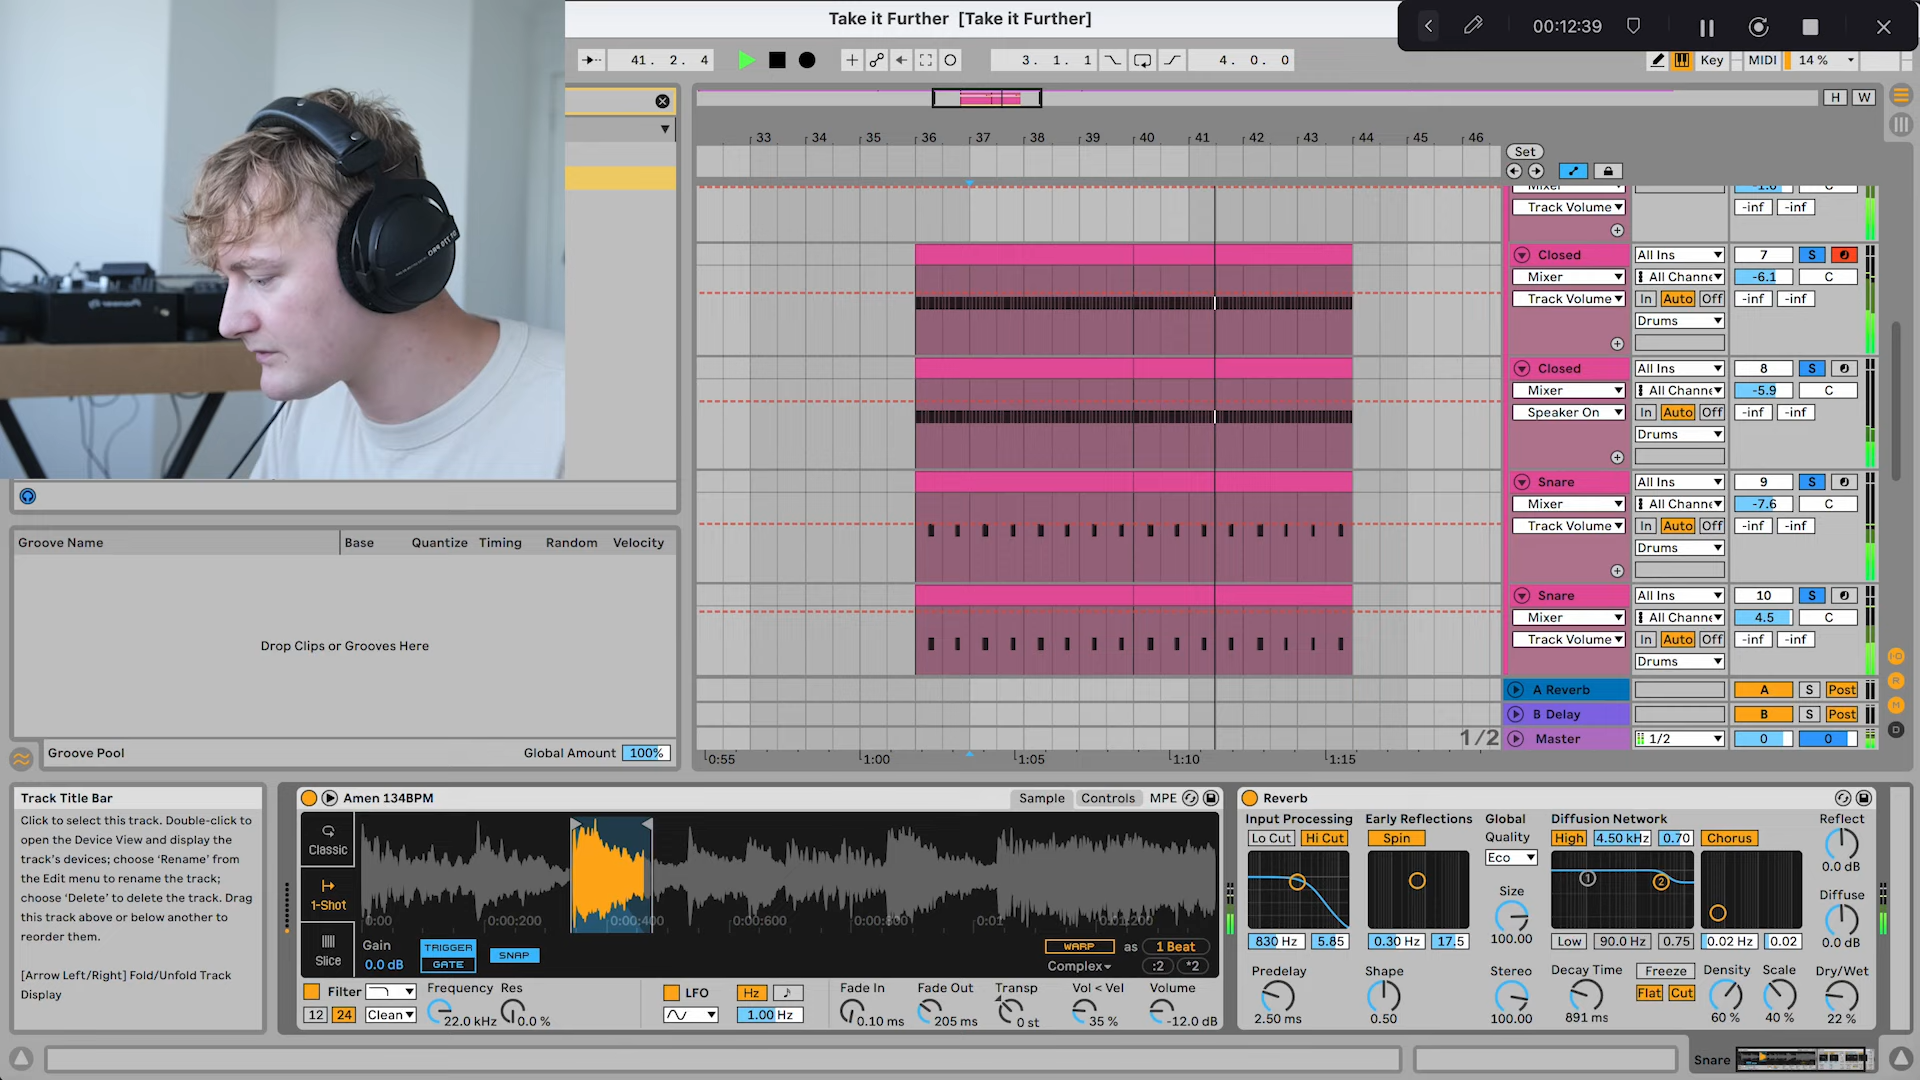 Take it Further [Take it Further]
00:12:39
41. 2. 4
3. 1. 1
4. 0. 0
Key
MIDI
14 %
H
W
33
34
35
36
37
38
39
40
41
42
43
44
45
46
Set
Mixer
-1.0
C
Track Volume
-inf
-inf
Closed
All Ins
7
S
Mixer
All Channe
-6.1
C
Track Volume
In
Auto
Off
-inf
-inf
Drums
Closed
All Ins
8
S
Mixer
All Channe
-5.9
C
Speaker On
In
Auto
Off
-inf
-inf
Drums
Snare
All Ins
9
S
Mixer
All Channe
-7.6
C
Track Volume
In
Auto
Off
-inf
-inf
Drums
Snare
All Ins
10
S
Mixer
All Channe
4.5
C
Track Volume
In
Auto
Off
-inf
-inf
Drums
A Reverb
A
S
Post
B Delay
B
S
Post
1/2
Master
1/2
0
0
0:55
1:00
1:05
1:10
1:15
I·O
R
M
D
Groove Name
Base
Quantize
Timing
Random
Velocity
Drop Clips or Grooves Here
Groove Pool
Global Amount
100%
Track Title Bar
Click to select this track. Double-click to
open the Device View and display the
track's devices; choose 'Rename' from
the Edit menu to rename the track;
choose 'Delete' to delete the track. Drag
this track above or below another to
reorder them.
[Arrow Left/Right] Fold/Unfold Track
Display
Amen 134BPM
Sample
Controls
MPE
Classic
1-Shot
Slice
0:00
0:00:200
0:00:400
0:00:600
0:00:800
0:01
0:01:200
Gain
0.0 dB
TRIGGER
GATE
SNAP
WARP
as
1 Beat
Complex
:2
*2
Filter
12
24
Clean
Frequency
22.0 kHz
Res
0.0 %
LFO
Hz
1.00 Hz
Fade In
0.10 ms
Fade Out
205 ms
Transp
0 st
Vol < Vel
35 %
Volume
-12.0 dB
Reverb
Input Processing
Lo Cut
Hi Cut
830 Hz
5.85
Predelay
2.50 ms
Early Reflections
Spin
0.30 Hz
17.5
Shape
0.50
Global
Quality
Eco
Size
100.00
Stereo
100.00
Diffusion Network
High
4.50 kHz
0.70
Chorus
1
2
Low
90.0 Hz
0.75
0.02 Hz
0.02
Decay Time
891 ms
Freeze
Flat
Cut
Density
60 %
Scale
40 %
Reflect
0.0 dB
Diffuse
0.0 dB
Dry/Wet
22 %
Snare